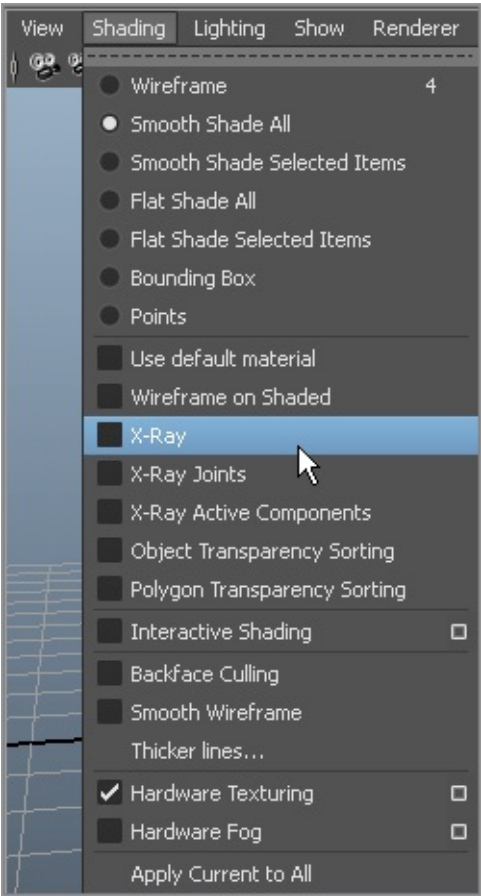 View Shading Lighting Show Renderer
Wireframe 4
Smooth Shade All
Smooth Shade Selected Items
Flat Shade All
Flat Shade Selected Items
Bounding Box
Points
Use default material
Wireframe on Shaded
X-Ray
X-Ray Joints
X-Ray Active Components
Object Transparency Sorting
Polygon Transparency Sorting
Interactive Shading
Backface Culling
Smooth Wireframe
Thicker lines...
Hardware Texturing
Hardware Fog
Apply Current to All